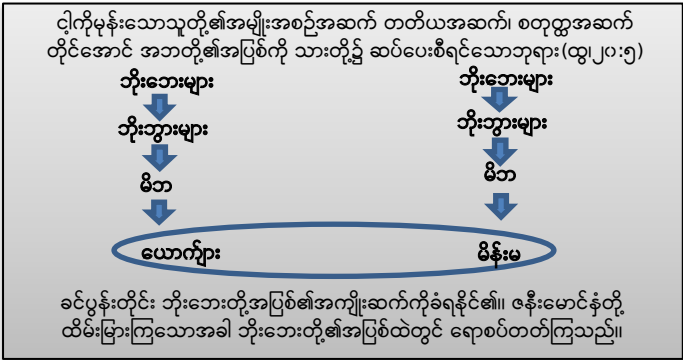 ငါ့ကိုမုန်းသောသူတို့၏အမျိုးအစဉ်အဆက် တတိယအဆက်၊ စတုတ္ထအဆက်
တိုင်အောင် အဘတို့၏အပြစ်ကို သားတို့၌ ဆပ်ပေးစီရင်သောဘုရား(ထွ၊၂၀:၅)
ဘိုးဘေးများ ဘိုးဘေးများ
ဘိုးဘွားများ ဘိုးဘွားများ
မိဘ မိဘ
ယောက်ျား မိန်းမ
ခင်ပွန်းတိုင်း ဘိုးဘေးတို့အပြစ်၏အကျိုးဆက်ကိုခံရနိုင်၏။ ဇနီးမောင်နှံတို့
ထိမ်းမြားကြသောအခါ ဘိုးဘေးတို့၏အပြစ်ထဲတွင် ရောစပ်တတ်ကြသည်။